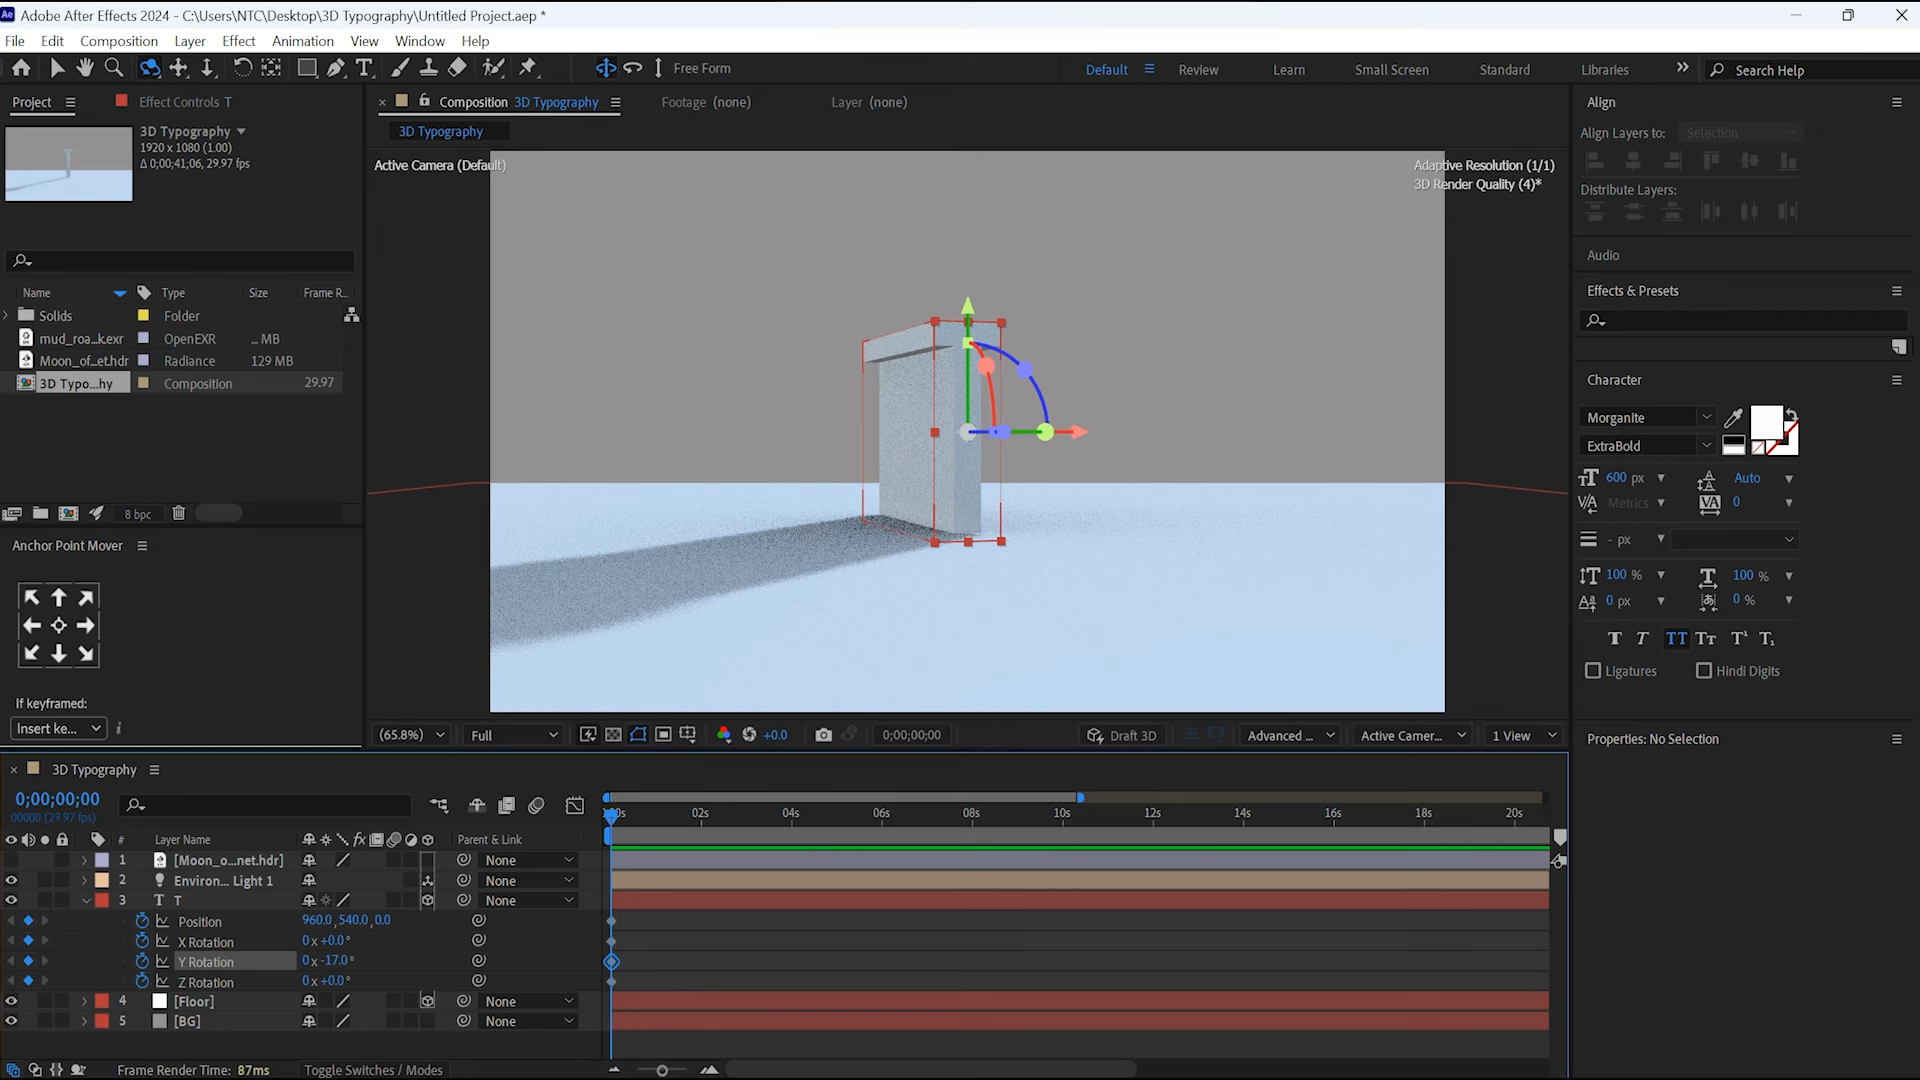 Adobe After Effects 2024 - C:\Users\NTC\Desktop\3D Typography\Untitled Project.aep *
File Edit Composition Layer Effect Animation View Window Help
Free Form
Default Review Learn Small Screen Standard Libraries Search Help
Project Effect Controls T
3D Typography
1920 x 1080 (1.00)
Δ 0;00;41;06, 29.97 fps
Composition 3D Typography Footage (none) Layer (none)
3D Typography
Active Camera (Default)
Adaptive Resolution (1/1)
3D Render Quality (4)*
Name Type Size Frame R...
Solids Folder
mud_roa...k.exr OpenEXR ... MB
Moon_of...et.hdr Radiance 129 MB
3D Typo...hy Composition 29.97
8 bpc
Anchor Point Mover
If keyframed:
Insert ke...
(65.8%) Full +0.0 0;00;00;00 Draft 3D Advanced ... Active Camer... 1 View
Align
Align Layers to: Selection
Distribute Layers:
Audio
Effects & Presets
Character
Morganite
ExtraBold
600 px Auto
Metrics 0
- px
100 % 100 %
0 px 0 %
Ligatures Hindi Digits
Properties: No Selection
3D Typography
0;00;00;00
00000 (29.97 fps)
:00s 02s 04s 06s 08s 10s 12s 14s 16s 18s 20s
# Layer Name Parent & Link
1 [Moon_o...net.hdr] None
2 Environ... Light 1 None
3 T T None
Position 960.0,540.0,0.0
X Rotation 0x+0.0°
Y Rotation 0x-17.0°
Z Rotation 0x+0.0°
4 [Floor] None
5 [BG] None
Frame Render Time: 87ms Toggle Switches / Modes